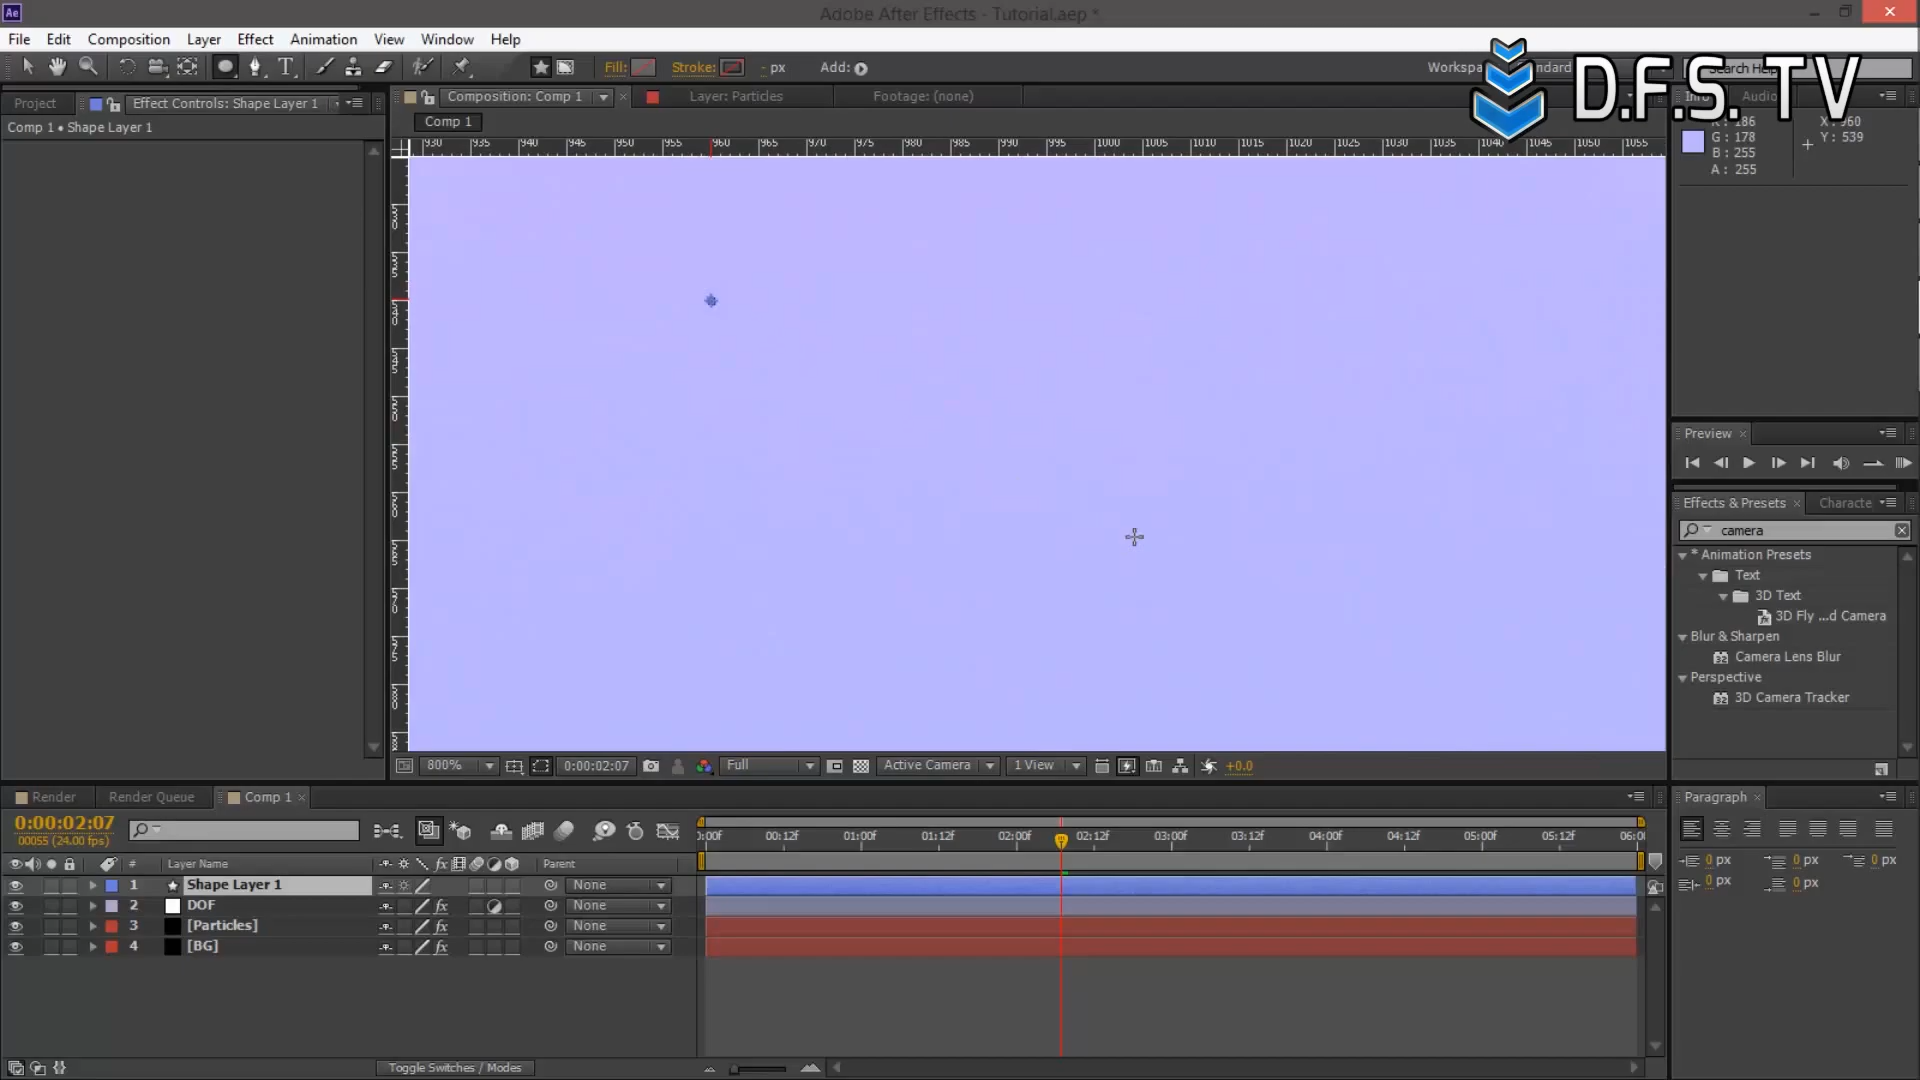 Adobe After Effects - Tutorial.aep *
File Edit Composition Layer Effect Animation View Window Help
Fill: Stroke: - px Add:
D.F.S. TV
Project Effect Controls: Shape Layer 1
Composition: Comp 1 Layer: Particles Footage: (none)
Comp 1 • Shape Layer 1
Comp 1
930 935 940 945 950 955 960 965 970 975 980 985 990 995 1000 1005 1010 1015 1020 1025 1030 1035 1040 1045 1050 1055
G: 178
B: 255
A: 255
Y: 539
Preview
Effects & Presets Characte
camera
* Animation Presets
Text
3D Text
3D Fly ...d Camera
Blur & Sharpen
Camera Lens Blur
Perspective
3D Camera Tracker
800% 0:00:02:07 Full Active Camera 1 View +0.0
Render Render Queue Comp 1
0:00:02:07
00055 (24.00 fps)
:00f 00:12f 01:00f 01:12f 02:00f 02:12f 03:00f 03:12f 04:00f 04:12f 05:00f 05:12f 06:0
# Layer Name fx Parent
1 Shape Layer 1 None
2 DOF fx None
3 [Particles] fx None
4 [BG] fx None
Toggle Switches / Modes
Paragraph
0 px 0 px 0 px
0 px 0 px